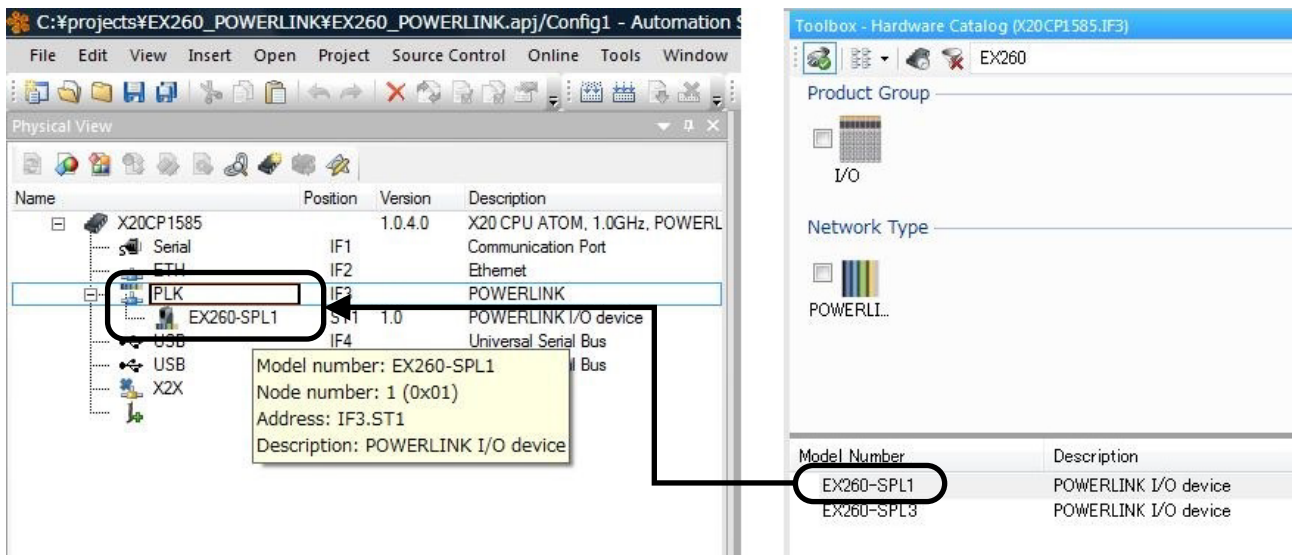 C:¥projects¥EX260_POWERLINK¥EX260_POWERLINK.apj/Config1 - Automation S
File Edit View Insert Open Project Source Control Online Tools Window
Physical View
Name Position Version Description
X20CP1585 1.0.4.0 X20 CPU ATOM, 1.0GHz, POWERL
Serial IF1 Communication Port
ETH IF2 Ethernet
PLK IF3 POWERLINK
EX260-SPL1 ST1 1.0 POWERLINK I/O device
USB IF4 Universal Serial Bus
USB l Bus
X2X
Model number: EX260-SPL1
Node number: 1 (0x01)
Address: IF3.ST1
Description: POWERLINK I/O device
Toolbox - Hardware Catalog (X20CP1585.IF3)
EX260
Product Group
I/O
Network Type
POWERLI...
Model Number Description
EX260-SPL1 POWERLINK I/O device
EX260-SPL3 POWERLINK I/O device